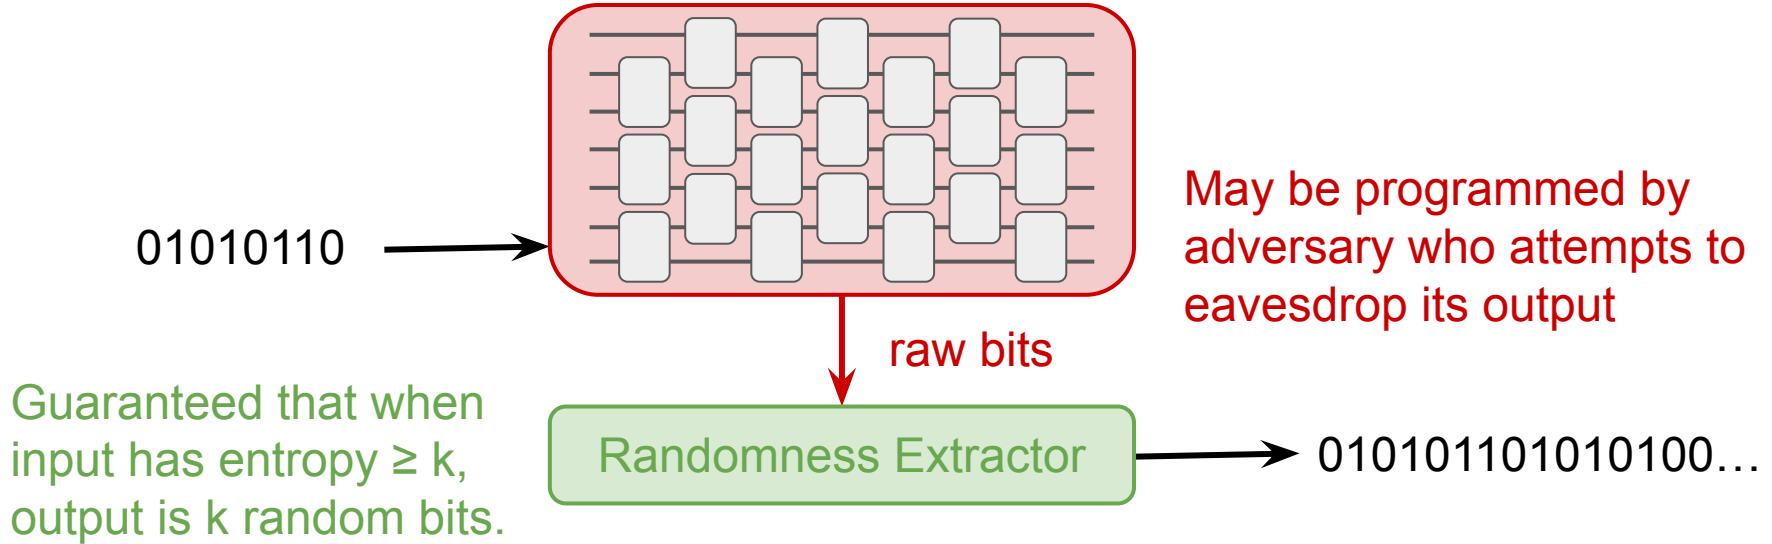 01010110
May be programmed by
adversary who attempts to
eavesdrop its output
raw bits
Guaranteed that when
input has entropy ≥ k,
output is k random bits.
Randomness Extractor
010101101010100…